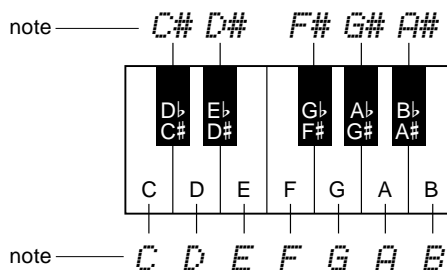 note C# D# F# G# A#
D♭ E♭ G♭ A♭ B♭
C♯ D♯ F♯ G♯ A♯
C D E F G A B
note C D E F G A B